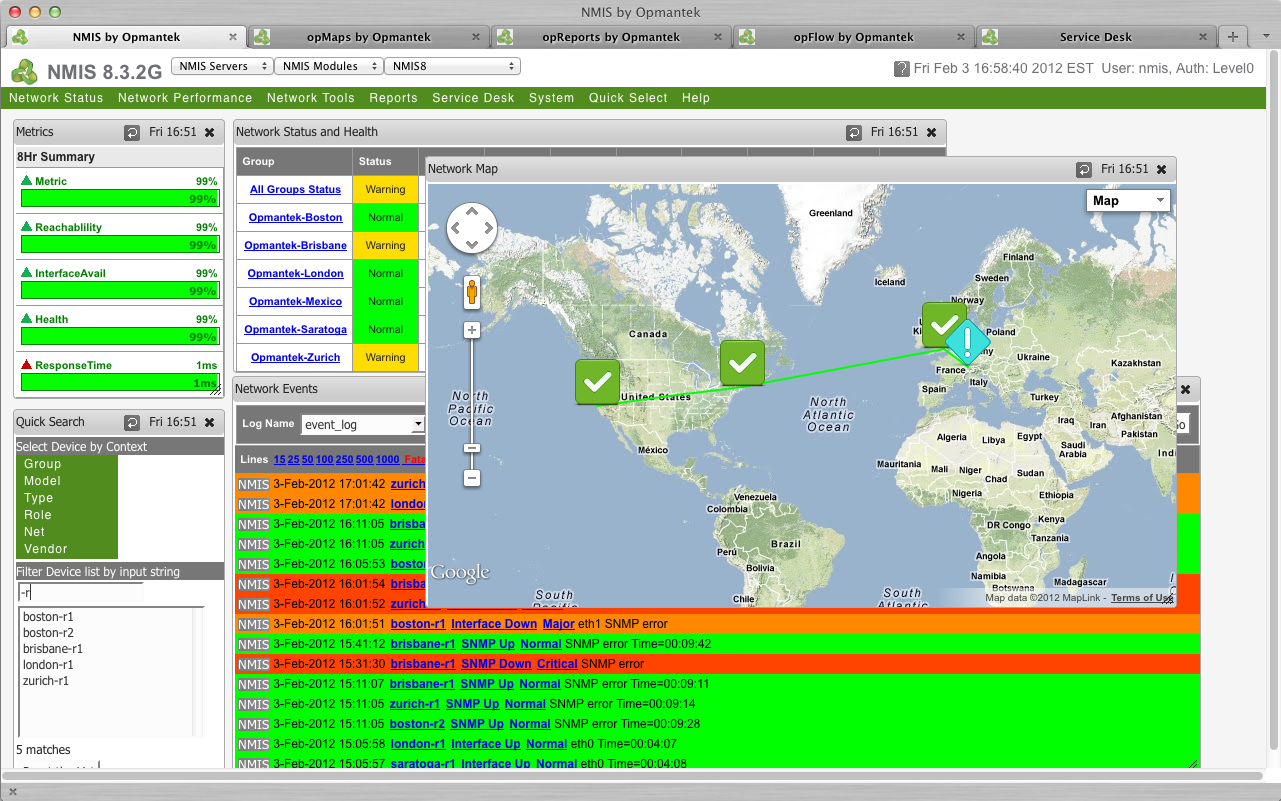 NMIS by Opmantek
NMIS by Opmantek
opMaps by Opmantek
opReports by Opmantek
opFlow by Opmantek
Service Desk
NMIS 8.3.2G
NMIS Servers
NMIS Modules
NMIS8
? Fri Feb 3 16:58:40 2012 EST User: nmis, Auth: Level0
Network Status Network Performance Network Tools Reports Service Desk System Quick Select Help
Metrics Fri 16:51
8Hr Summary
Metric 99%
99%
Reachablility 99%
99%
InterfaceAvail 99%
99%
Health 99%
99%
ResponseTime 1ms
1ms
Quick Search Fri 16:51
Select Device by Context
Group
Model
Type
Role
Net
Vendor
Filter Device list by input string
-r
boston-r1
boston-r2
brisbane-r1
london-r1
zurich-r1
5 matches
Network Status and Health Fri 16:51
Group Status
All Groups Status Warning
Opmantek-Boston Normal
Opmantek-Brisbane Warning
Opmantek-London Normal
Opmantek-Mexico Normal
Opmantek-Saratoga Normal
Opmantek-Zurich Warning
Network Map Fri 16:51
Map
Greenland
Iceland
Finland
Sweden
Norway
Poland
Ukraine
Kazakhstan
France
Italy
Spain
Turkey
Canada
United States
North
Pacific
Ocean
North
Atlantic
Ocean
México
Iraq
Iran
Afghanistan
Pakistan
Algeria
Libya
Egypt
Saudi
Arabia
Mauritania
Mali
Niger
Chad
Sudan
Nigeria
Ethiopia
Venezuela
Colombia
DR Congo
Kenya
Tanzania
Perú
Brazil
Bolivia
Angola
Namibia
Botswana
Madagascar
Chile
South
South
Google
Map data ©2012 MapLink - Terms of Use
Network Events
Log Name event_log
Lines 15 25 50 100 250 500 1000
NMIS 3-Feb-2012 17:01:42 zurich
NMIS 3-Feb-2012 17:01:42
NMIS 3-Feb-2012 16:11:05
NMIS 3-Feb-2012 16:11:05 zurich
NMIS 3-Feb-2012 16:05:53
NMIS 3-Feb-2012 16:01:54
NMIS 3-Feb-2012 16:01:52 zurich
NMIS 3-Feb-2012 16:01:51 boston-r1 Interface Down Major eth1 SNMP error
NMIS 3-Feb-2012 15:41:12 brisbane-r1 SNMP Up Normal SNMP error Time=00:09:42
NMIS 3-Feb-2012 15:31:30 brisbane-r1 SNMP Down Critical SNMP error
NMIS 3-Feb-2012 15:11:07 brisbane-r1 SNMP Up Normal SNMP error Time=00:09:11
NMIS 3-Feb-2012 15:11:05 zurich-r1 SNMP Up Normal SNMP error Time=00:09:14
NMIS 3-Feb-2012 15:11:05 boston-r2 SNMP Up Normal SNMP error Time=00:09:28
NMIS 3-Feb-2012 15:05:58 london-r1 Interface Up Normal eth0 Time=00:04:07
NMIS 3-Feb-2012 15:05:57 saratoga-r1 Interface Up Normal eth0 Time=00:04:08